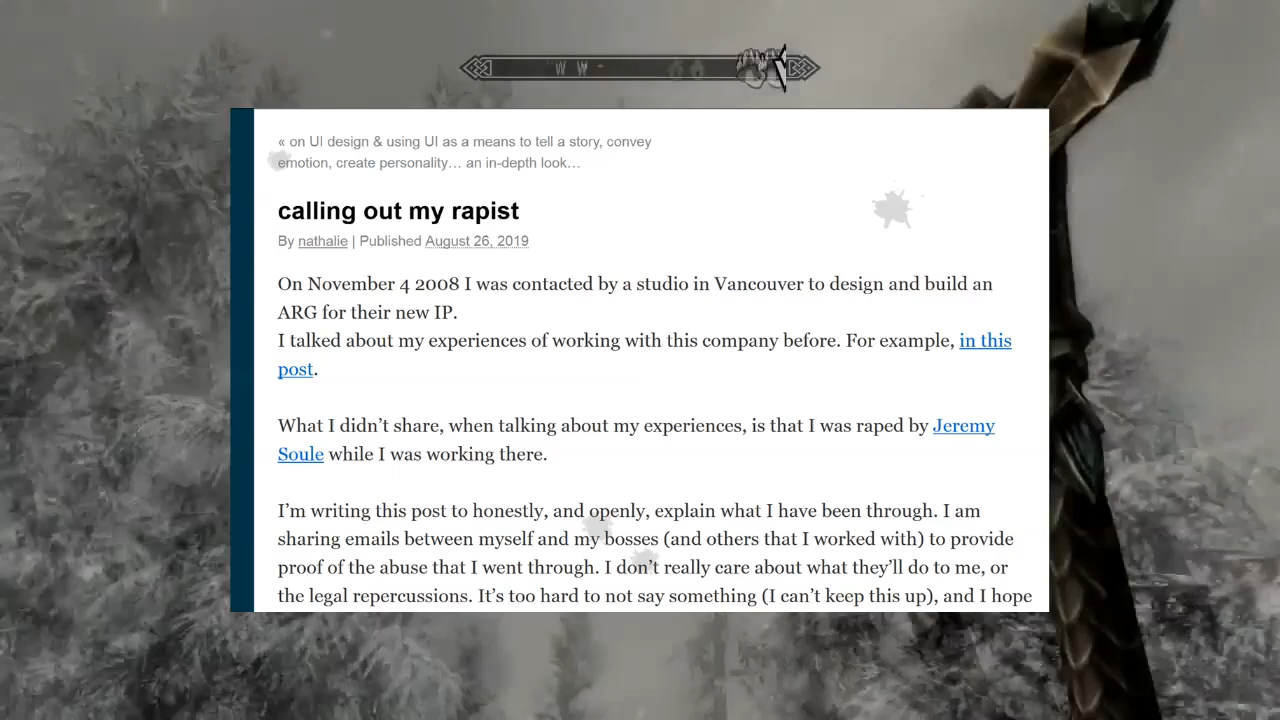 « on UI design & using UI as a means to tell a story, convey
emotion, create personality… an in-depth look…
calling out my rapist
By nathalie | Published August 26, 2019
On November 4 2008 I was contacted by a studio in Vancouver to design and build an
ARG for their new IP.
I talked about my experiences of working with this company before. For example, in this
post.
What I didn’t share, when talking about my experiences, is that I was raped by Jeremy
Soule while I was working there.
I’m writing this post to honestly, and openly, explain what I have been through. I am
sharing emails between myself and my bosses (and others that I worked with) to provide
proof of the abuse that I went through. I don’t really care about what they’ll do to me, or
the legal repercussions. It’s too hard to not say something (I can’t keep this up), and I hope